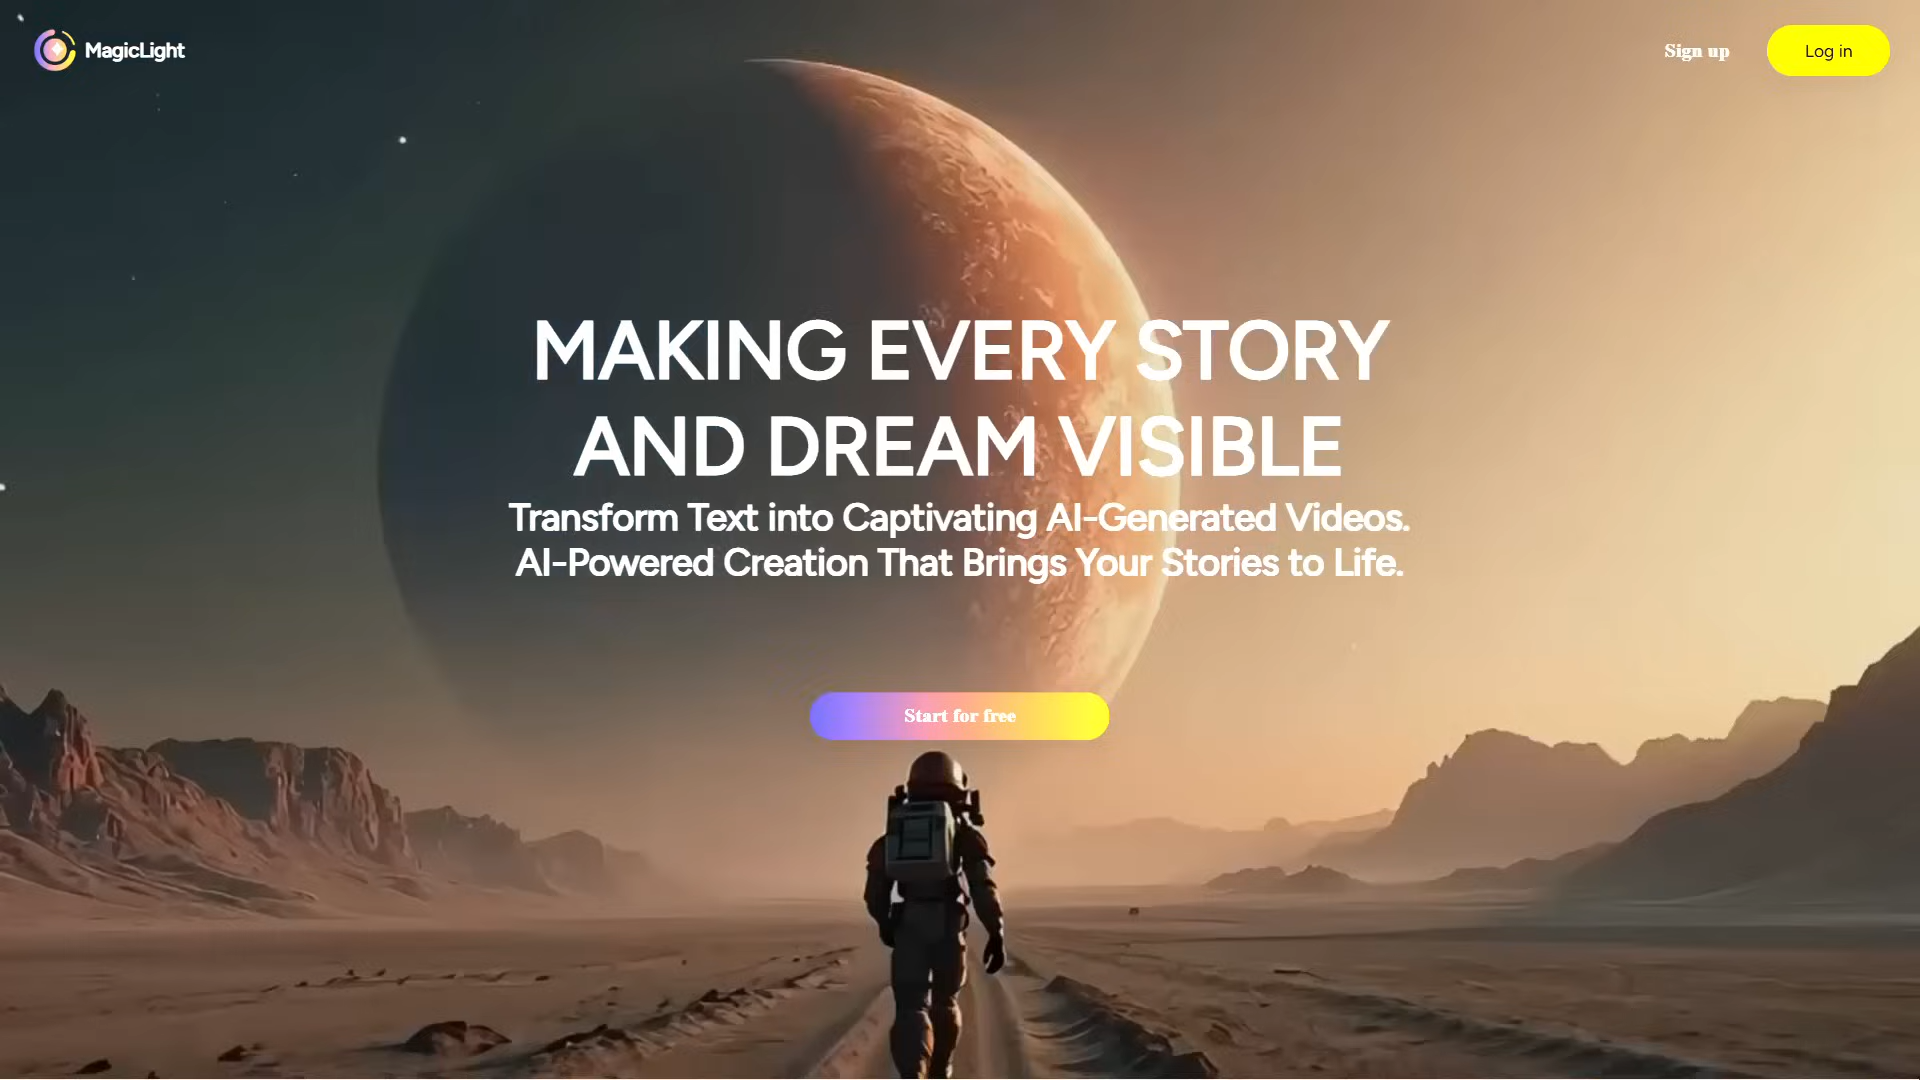 MagicLight
Sign up
Log in
MAKING EVERY STORY
AND DREAM VISIBLE
Transform Text into Captivating AI-Generated Videos.
AI-Powered Creation That Brings Your Stories to Life.
Start for free